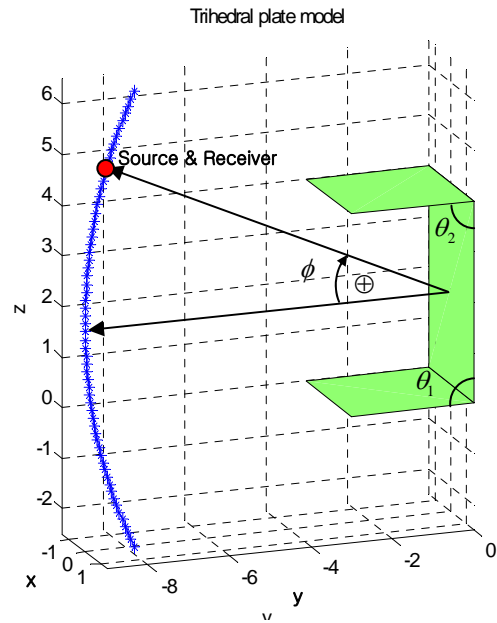 Trihedral plate model
6
5
4
3
2
1
0
-1
-2
z
Source & Receiver
ϕ
⊕
θ2
θ1
-1
0
1
x
-8
-6
-4
-2
0
y
y